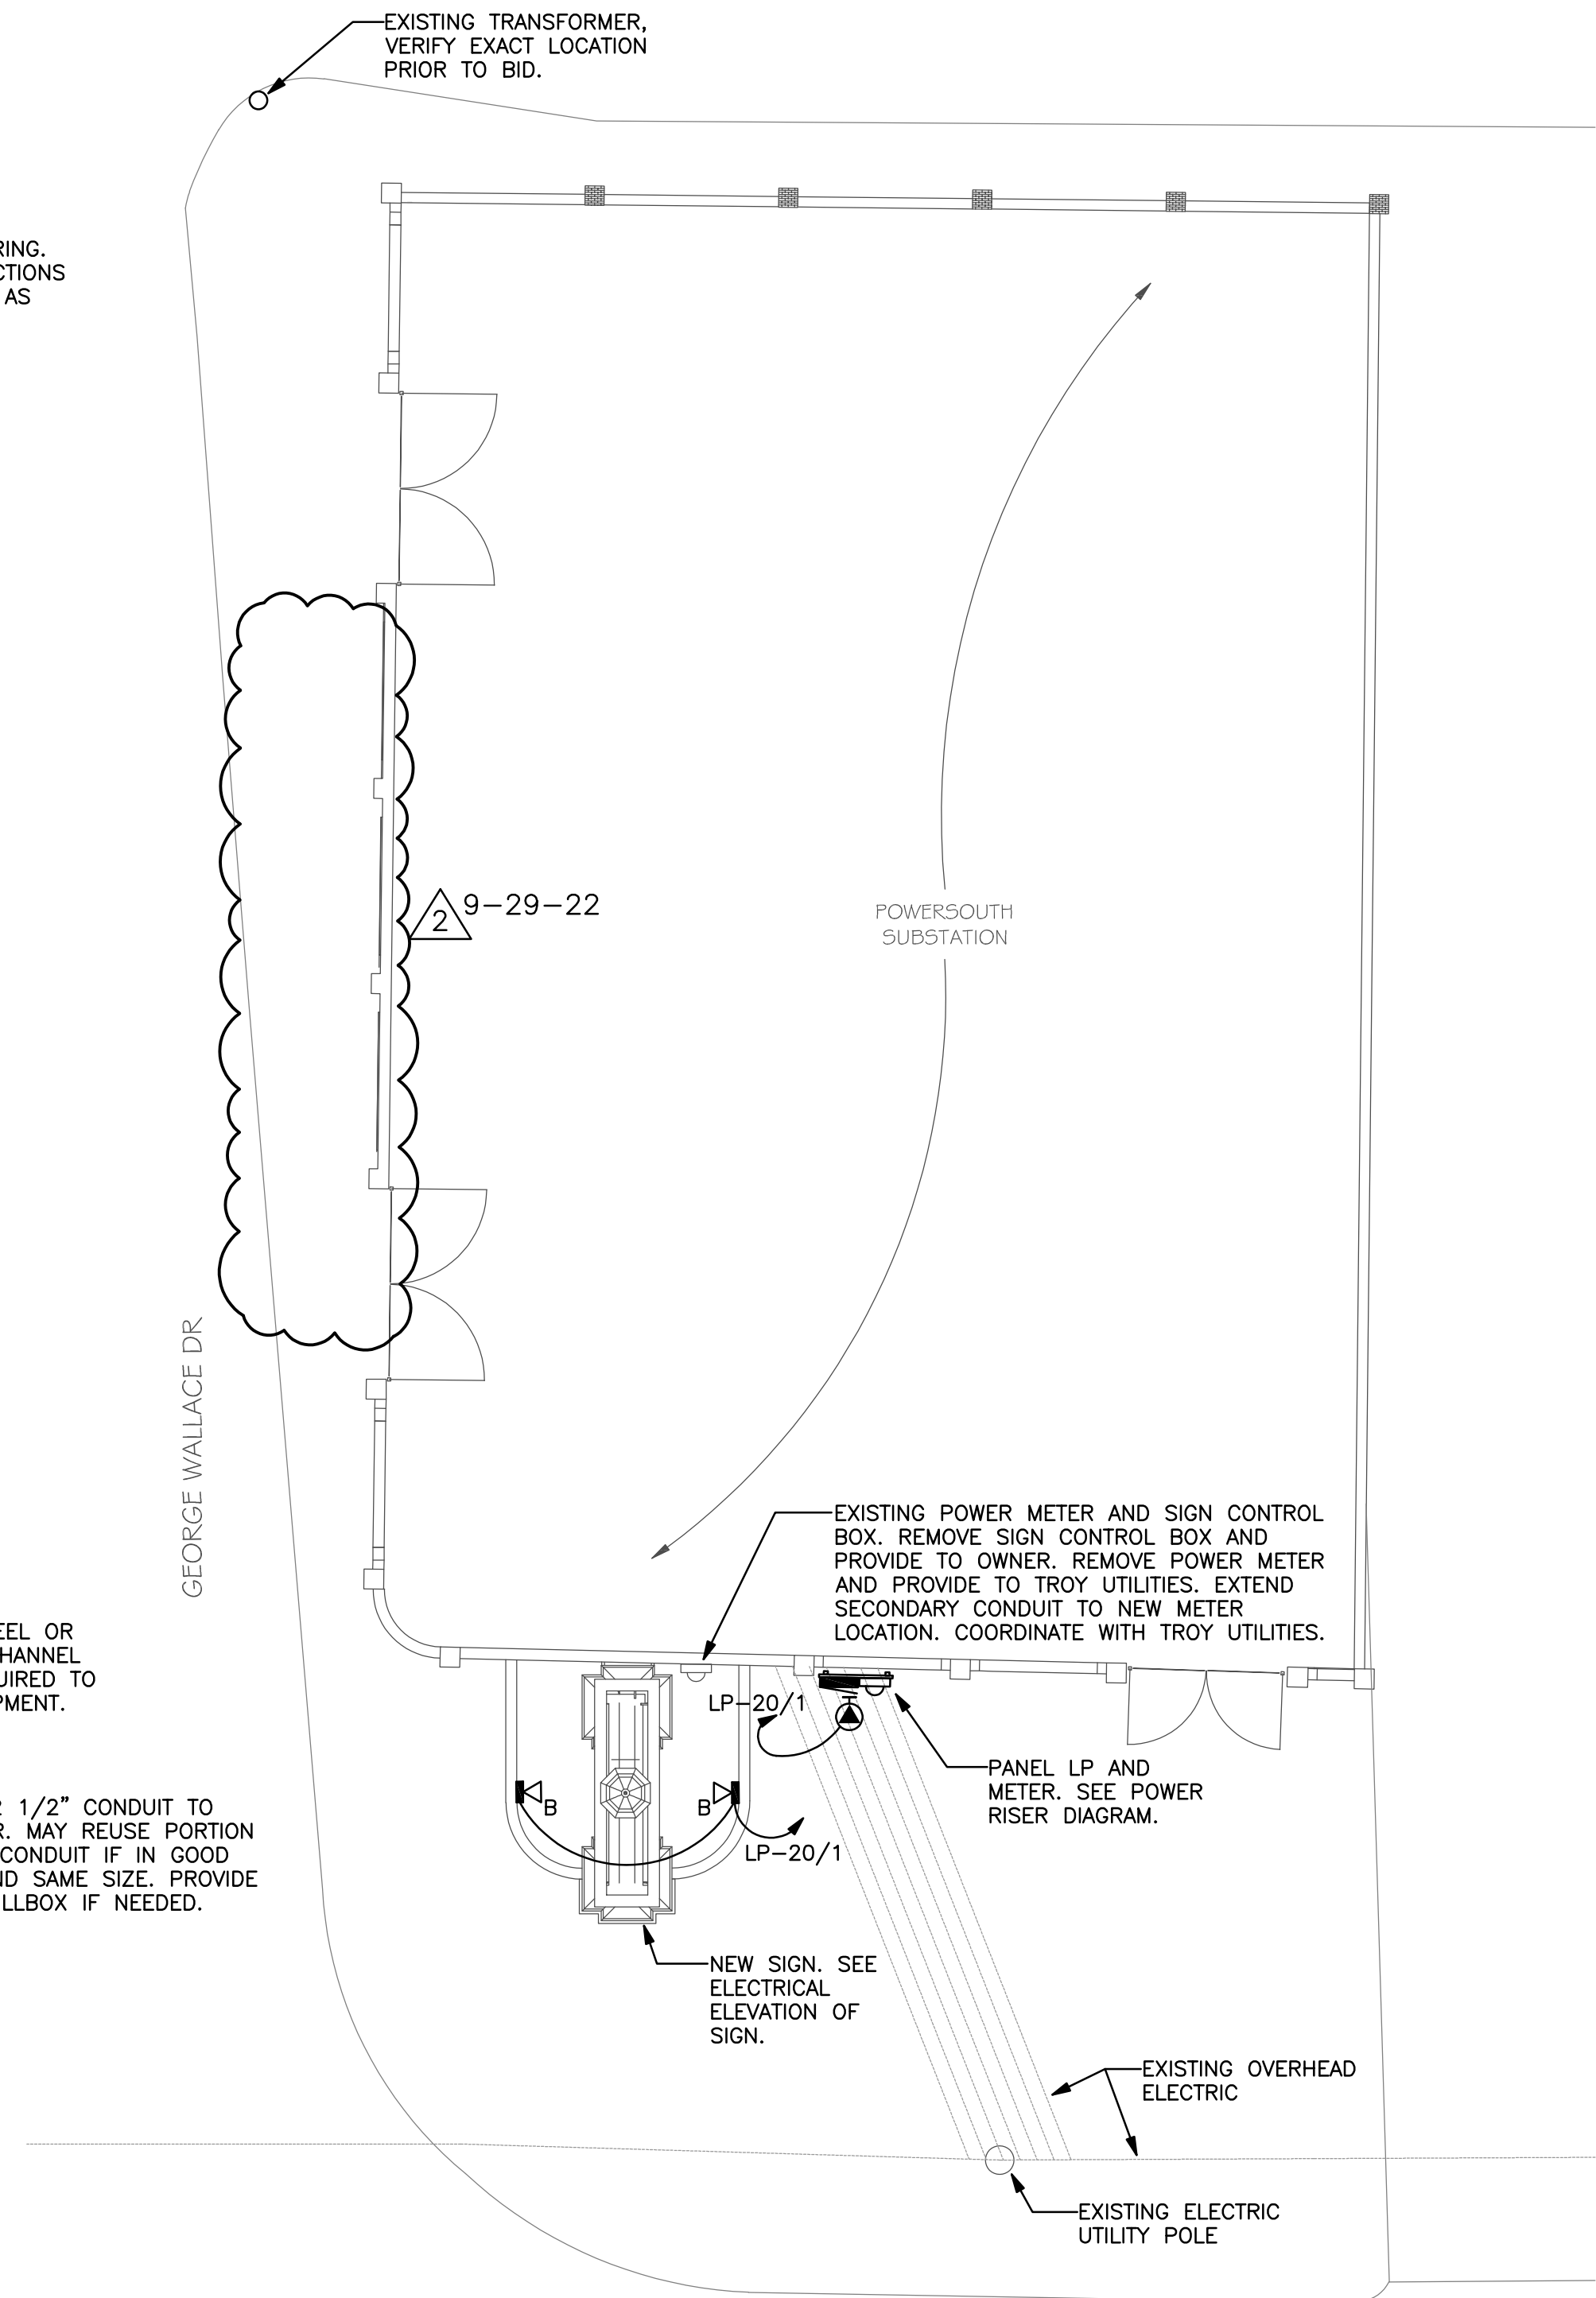 EXISTING TRANSFORMER,
VERIFY EXACT LOCATION
PRIOR TO BID.
RING.
CTIONS
AS
2
9-29-22
POWERSOUTH
SUBSTATION
GEORGE WALLACE DR
EXISTING POWER METER AND SIGN CONTROL
BOX. REMOVE SIGN CONTROL BOX AND
PROVIDE TO OWNER. REMOVE POWER METER
AND PROVIDE TO TROY UTILITIES. EXTEND
SECONDARY CONDUIT TO NEW METER
LOCATION. COORDINATE WITH TROY UTILITIES.
EEL OR
HANNEL
UIRED TO
PMENT.
LP-20/1
PANEL LP AND
METER. SEE POWER
RISER DIAGRAM.
B
B
LP-20/1
2 1/2" CONDUIT TO
R. MAY REUSE PORTION
CONDUIT IF IN GOOD
ND SAME SIZE. PROVIDE
LLBOX IF NEEDED.
NEW SIGN. SEE
ELECTRICAL
ELEVATION OF
SIGN.
EXISTING OVERHEAD
ELECTRIC
EXISTING ELECTRIC
UTILITY POLE